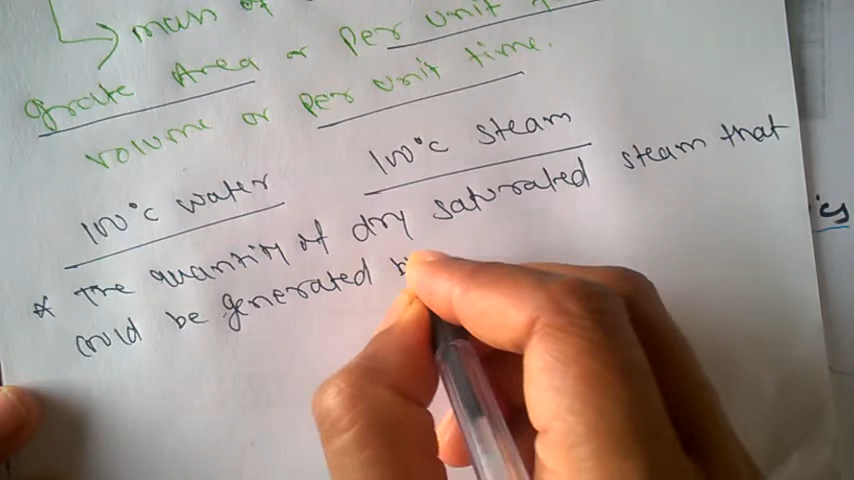 mass of
grate Area or per unit
volume or per unit time.
100°c water 100°c steam
* The quantity of dry saturated steam that
could be generated